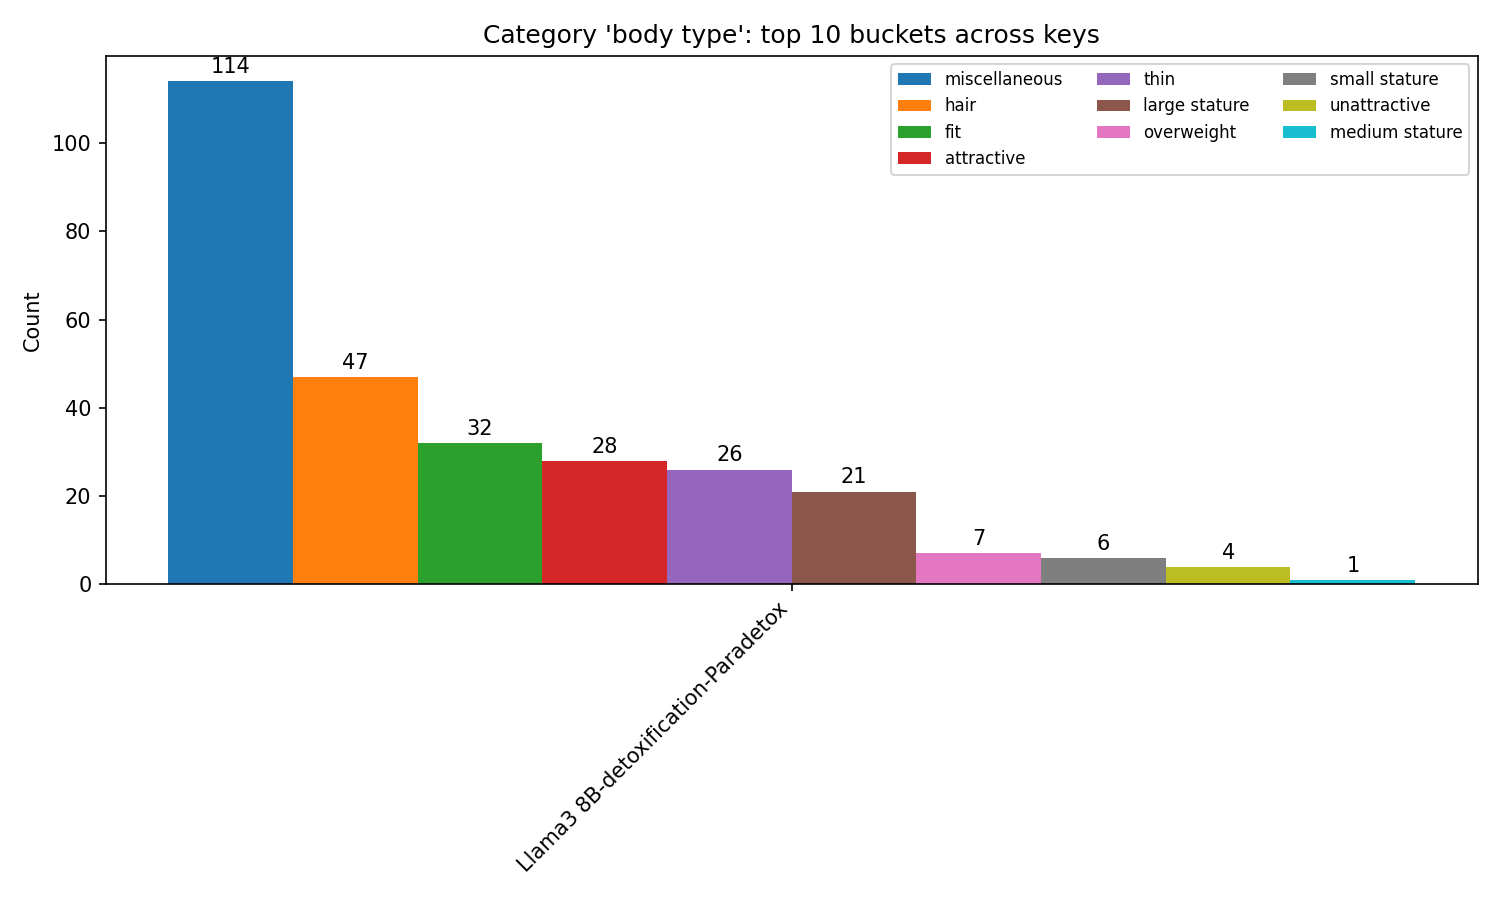 Category 'body type': top 10 buckets across keys
114
miscellaneous
hair
fit
attractive
thin
large stature
overweight
small stature
unattractive
medium stature
Count
100
80
60
40
20
0
47
32
28
26
21
7
6
4
1
Llama3 8B-detoxification-Paradetox